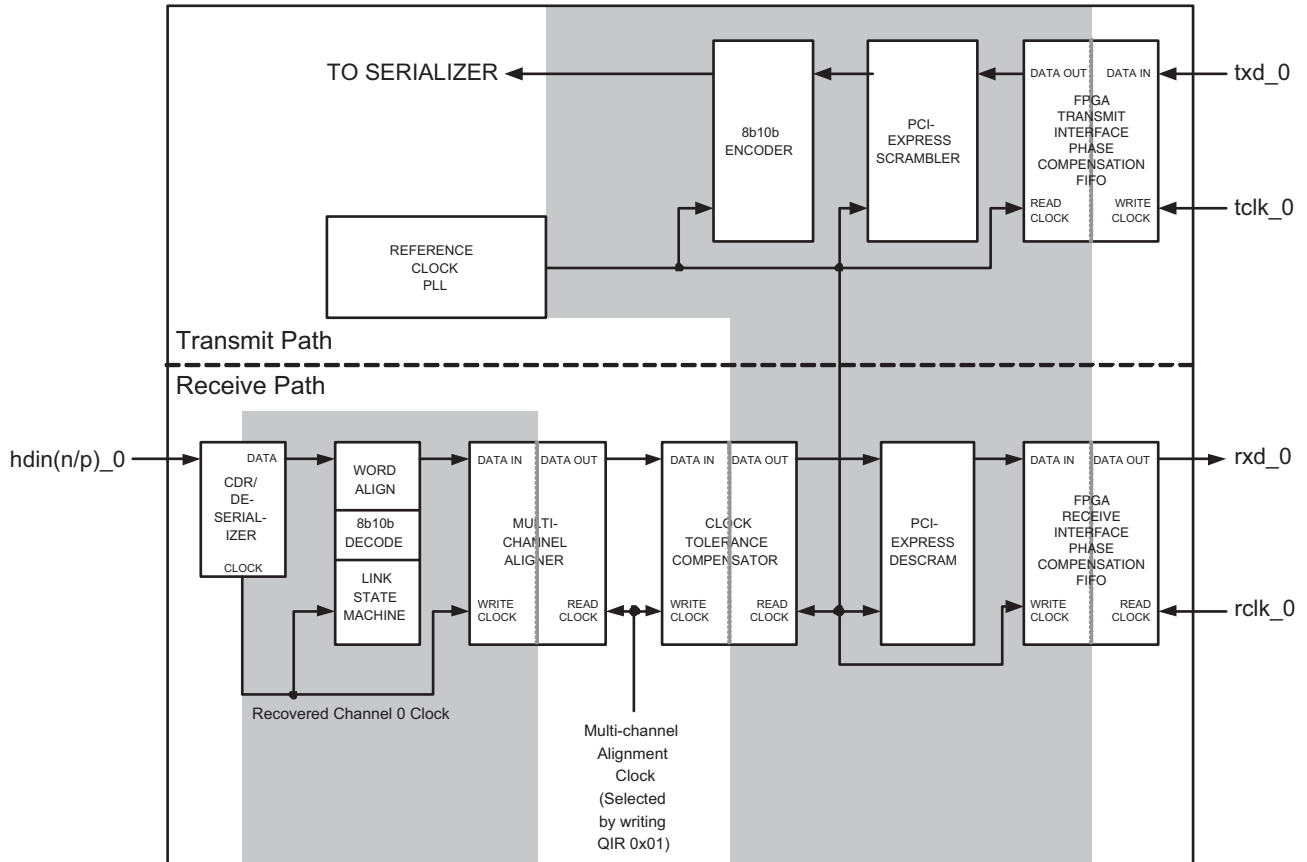 TO SERIALIZER
8b10b
ENCODER
PCI-
EXPRESS
SCRAMBLER
DATA OUT
DATA IN
FPGA
TRANSMIT
INTERFACE
PHASE
COMPENSATION
FIFO
READ
CLOCK
WRITE
CLOCK
txd_0
tclk_0
REFERENCE
CLOCK
PLL
Transmit Path
Receive Path
hdin(n/p)_0
DATA
CDR/
DE-
SERIAL-
IZER
CLOCK
WORD
ALIGN
8b10b
DECODE
LINK
STATE
MACHINE
DATA IN
DATA OUT
MULTI-
CHANNEL
ALIGNER
WRITE
CLOCK
READ
CLOCK
DATA IN
DATA OUT
CLOCK
TOLERANCE
COMPENSATOR
WRITE
CLOCK
READ
CLOCK
PCI-
EXPRESS
DESCRAM
DATA IN
DATA OUT
FPGA
RECEIVE
INTERFACE
PHASE
COMPENSATION
FIFO
WRITE
CLOCK
READ
CLOCK
rxd_0
rclk_0
Recovered Channel 0 Clock
Multi-channel
Alignment
Clock
(Selected
by writing
QIR 0x01)